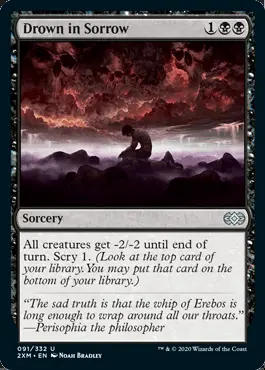 Drown in Sorrow 1
Sorcery
All creatures get -2/-2 until end of
turn. Scry 1. (Look at the top card of
your library. You may put that card on
the bottom of your library.)
“The sad truth is that the whip of Erebos is
long enough to wrap around all our throats.”
—Perisophia the philosopher
091/332 U
2XM • EN Noah Bradley
™ & © 2020 Wizards of the Coast